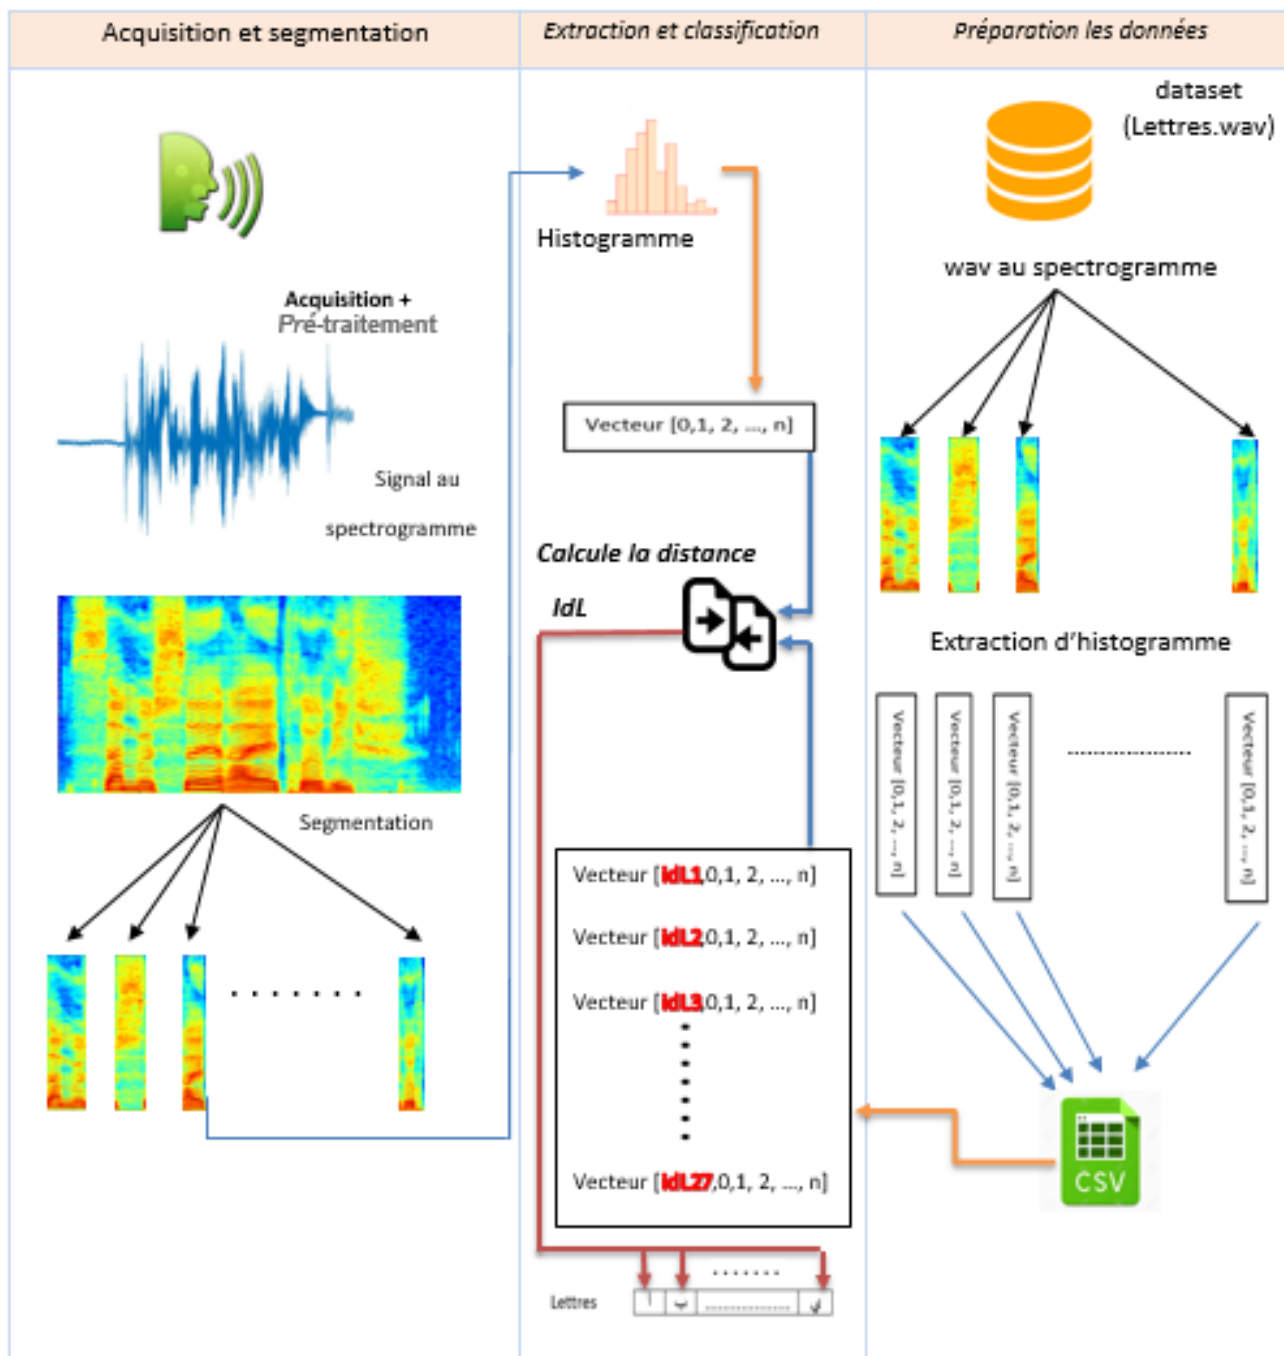 Acquisition et segmentation
Acquisition +
Pré-traitement
Signal au
spectrogramme
Segmentation
. . . . . . .
Extraction et classification
Histogramme
Vecteur [0,1, 2, ..., n]
Calcule la distance
IdL
Vecteur [idL1,0,1, 2, ..., n]
Vecteur [idL2,0,1, 2, ..., n]
Vecteur [idL3,0,1, 2, ..., n]
Vecteur [idL27,0,1, 2, ..., n]
. . . . . . .
Lettres
أ ب ................... ي
Préparation les données
dataset
(Lettres.wav)
wav au spectrogramme
Extraction d’histogramme
Vecteur [0,1, 2, ..., n]
Vecteur [0,1, 2, ..., n]
Vecteur [0,1, 2, ..., n]
........................
Vecteur [0,1, 2, ..., n]
CSV